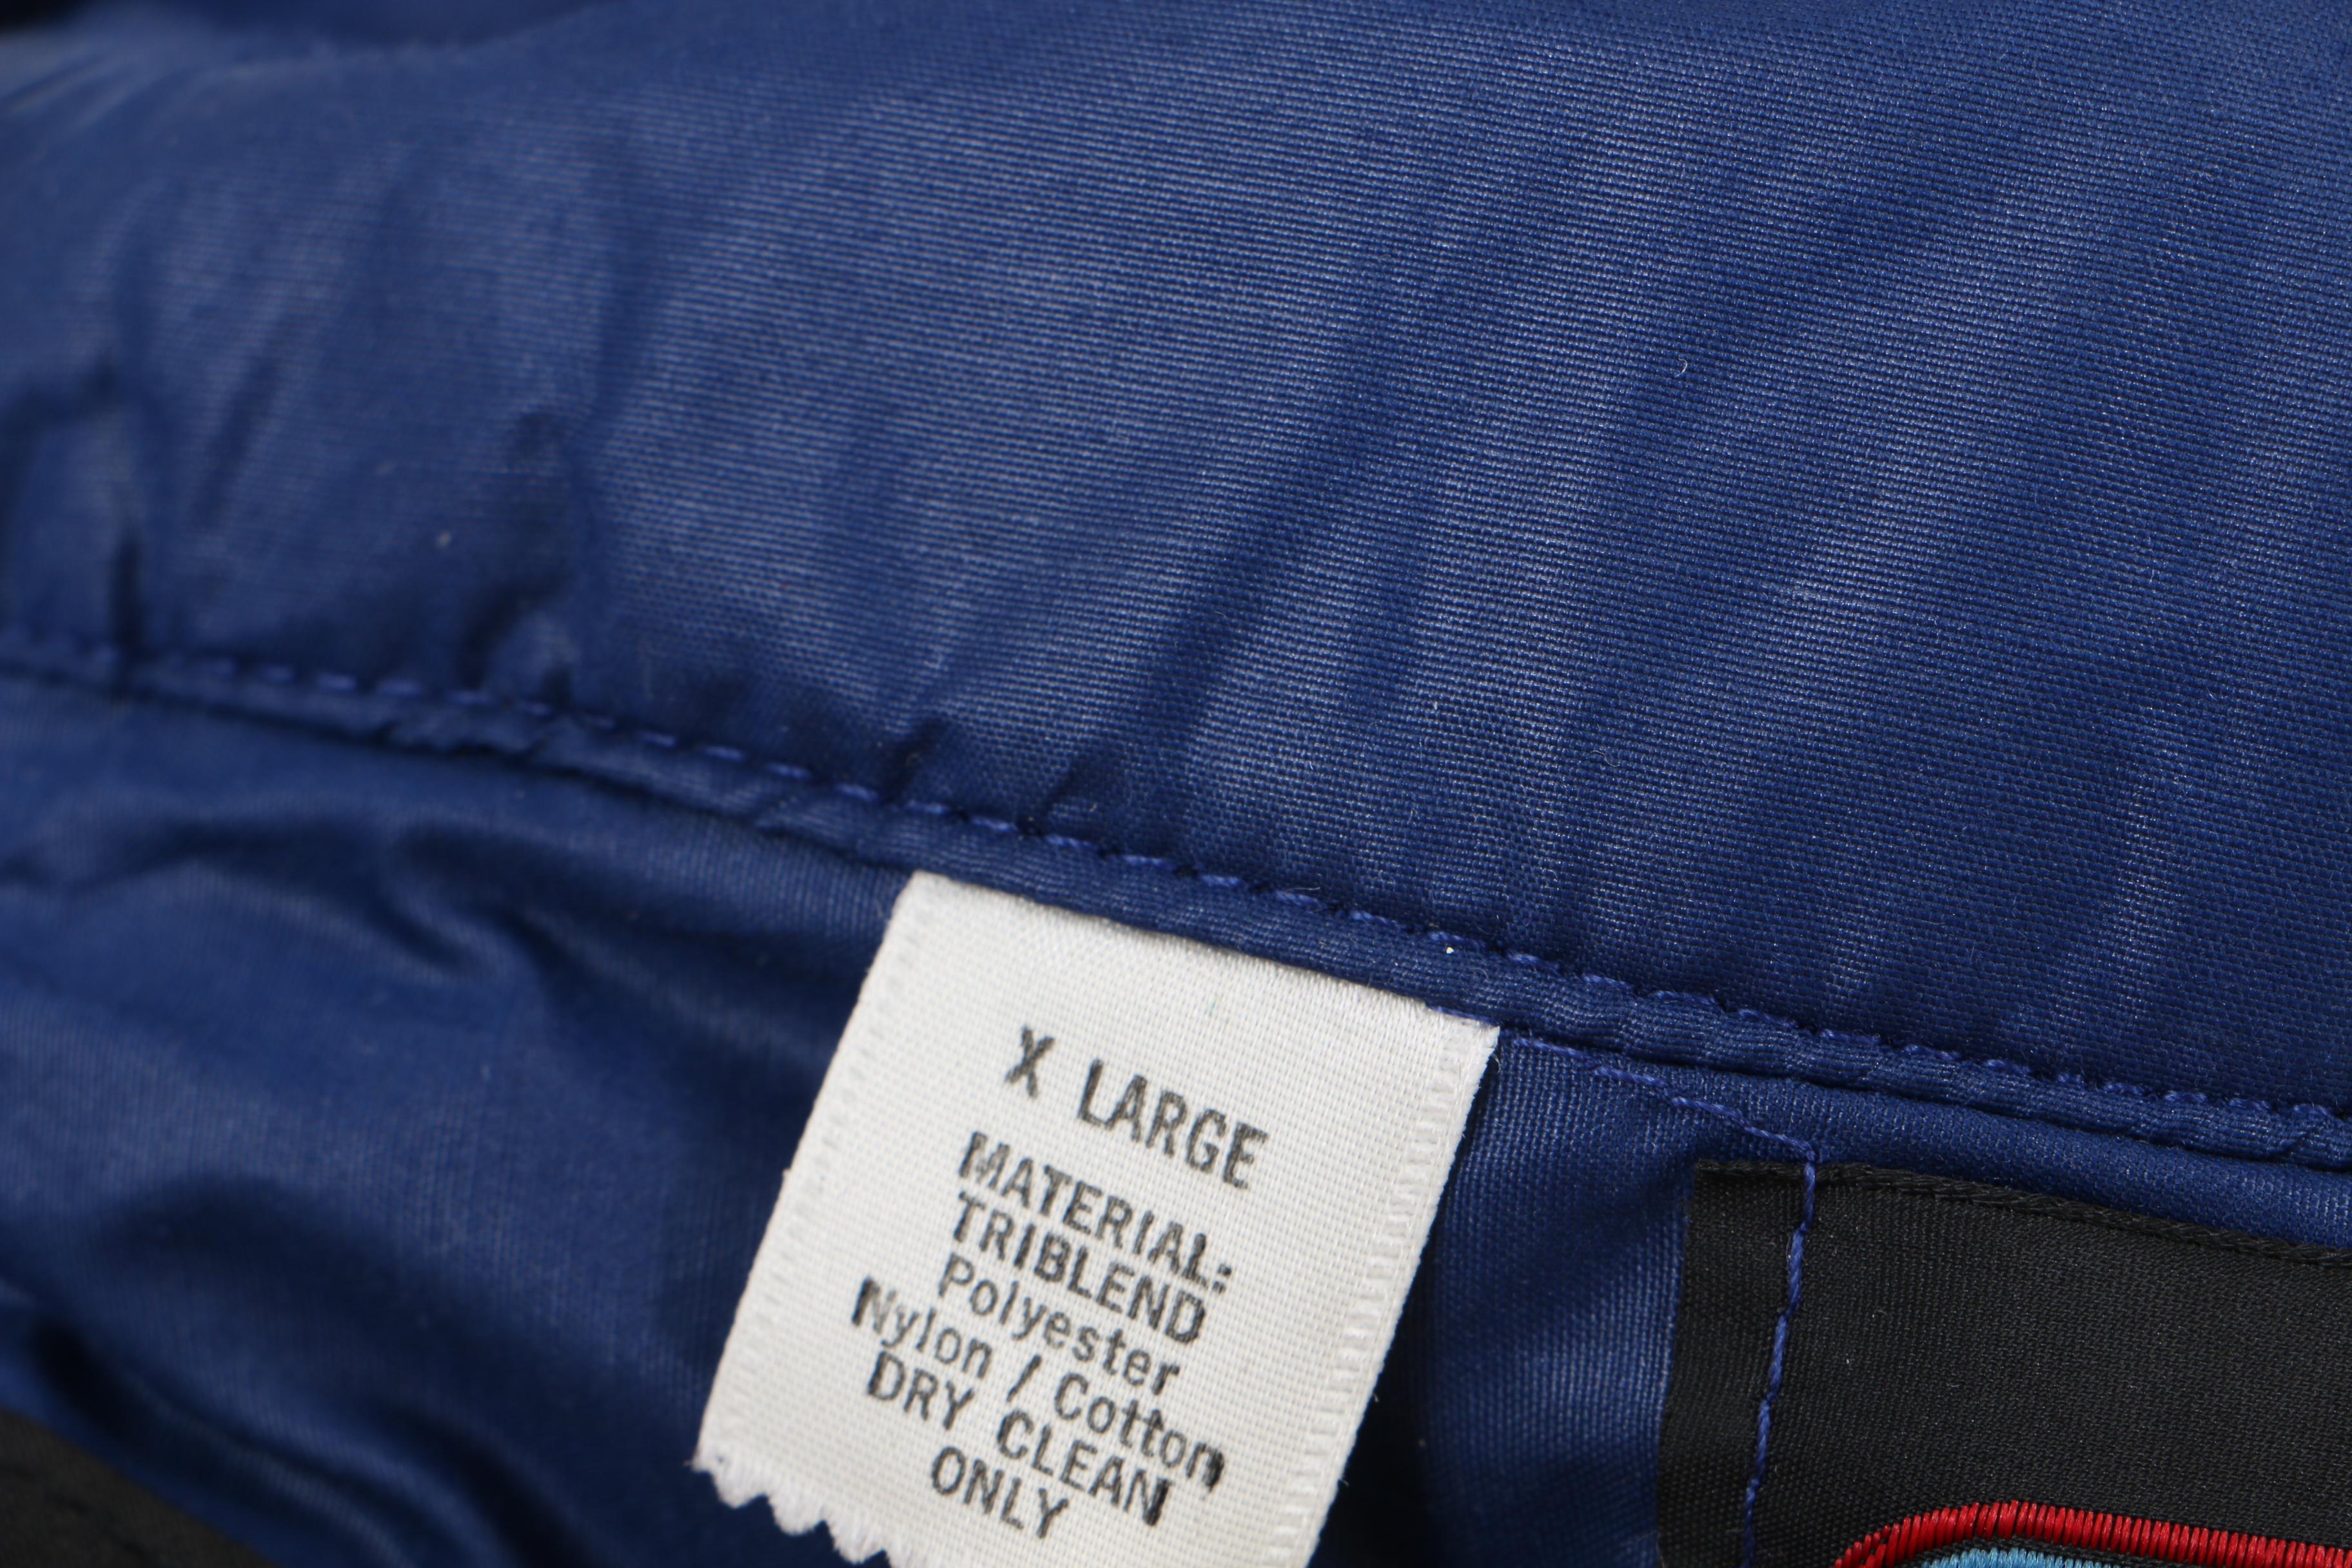 X LARGE
MATERIAL:
TRIBLEND
Polyester
Nylon / Cotton
DRY CLEAN
ONLY